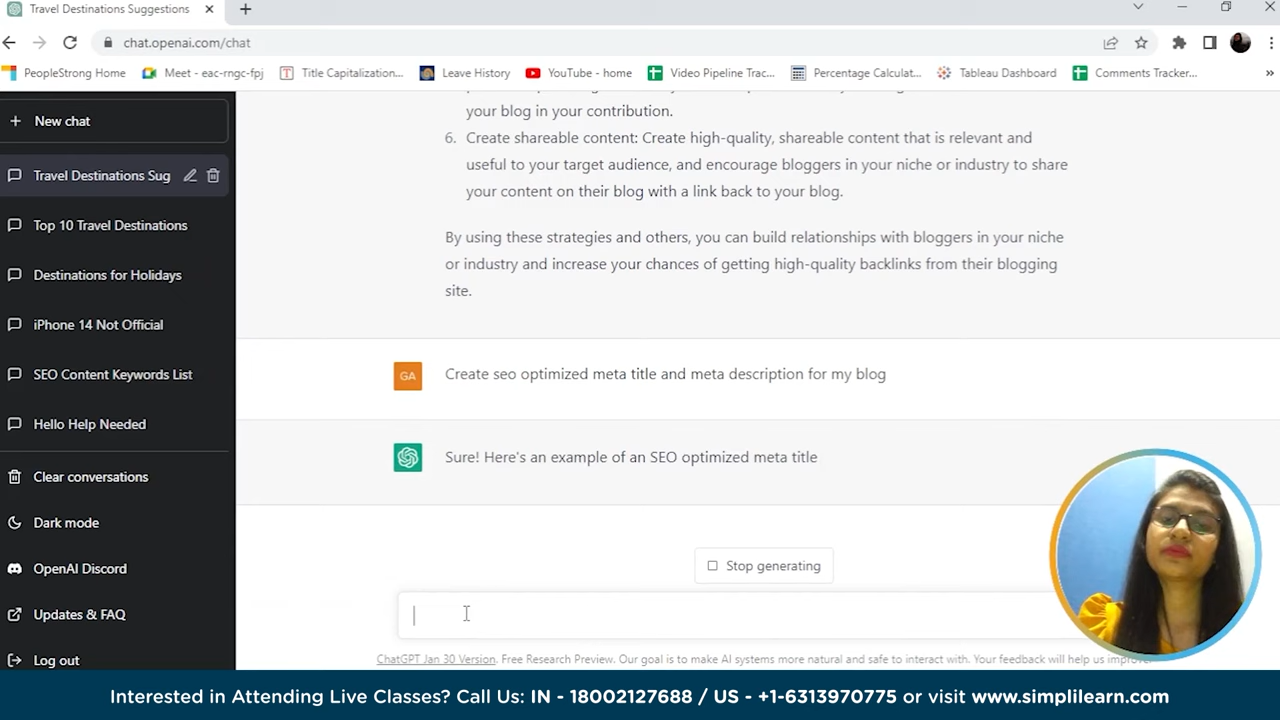 Travel Destinations Suggestions
chat.openai.com/chat
PeopleStrong Home
Meet - eac-rngc-fpj
Title Capitalization...
Leave History
YouTube - home
Video Pipeline Trac...
Percentage Calculat...
Tableau Dashboard
Comments Tracker...
New chat
Travel Destinations Sug
Top 10 Travel Destinations
Destinations for Holidays
iPhone 14 Not Official
SEO Content Keywords List
Hello Help Needed
Clear conversations
Dark mode
OpenAI Discord
Updates & FAQ
Log out
your blog in your contribution.
6. Create shareable content: Create high-quality, shareable content that is relevant and
useful to your target audience, and encourage bloggers in your niche or industry to share
your content on their blog with a link back to your blog.
By using these strategies and others, you can build relationships with bloggers in your niche
or industry and increase your chances of getting high-quality backlinks from their blogging
site.
GA
Create seo optimized meta title and meta description for my blog
Sure! Here's an example of an SEO optimized meta title
Stop generating
ChatGPT Jan 30 Version. Free Research Preview. Our goal is to make AI systems more natural and safe to interact with. Your feedback will help us
Interested in Attending Live Classes? Call Us: IN - 18002127688 / US - +1-6313970775 or visit www.simplilearn.com